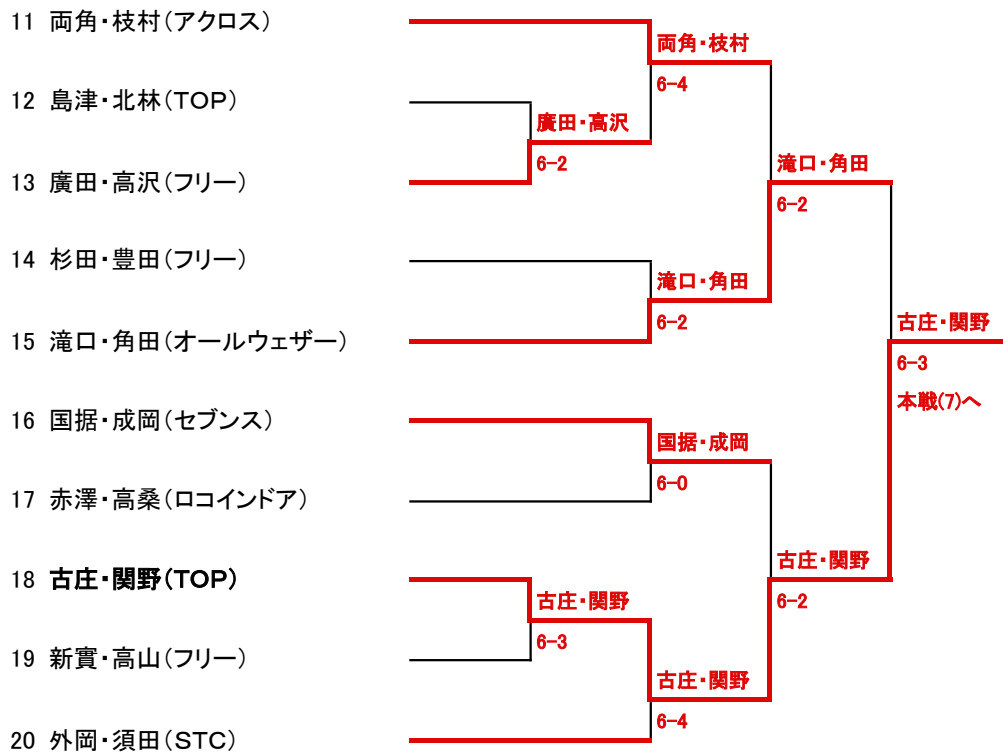 11 両角・枝村(アクロス)
両角・枝村
6-4
12 島津・北林(TOP)
廣田・高沢
6-2
13 廣田・高沢(フリー)
滝口・角田
6-2
14 杉田・豊田(フリー)
滝口・角田
6-2
15 滝口・角田(オールウェザー)
古庄・関野
6-3
本戦(7)へ
16 国据・成岡(セブンス)
国据・成岡
6-0
17 赤澤・高桑(ロコインドア)
18 古庄・関野(TOP)
古庄・関野
6-2
古庄・関野
6-3
19 新實・高山(フリー)
古庄・関野
6-4
20 外岡・須田(STC)